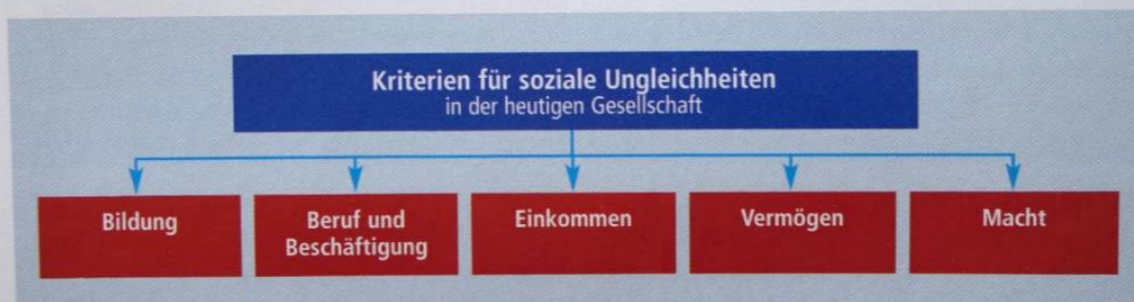 Kriterien für soziale Ungleichheiten
in der heutigen Gesellschaft
Bildung
Beruf und
Beschäftigung
Einkommen
Vermögen
Macht